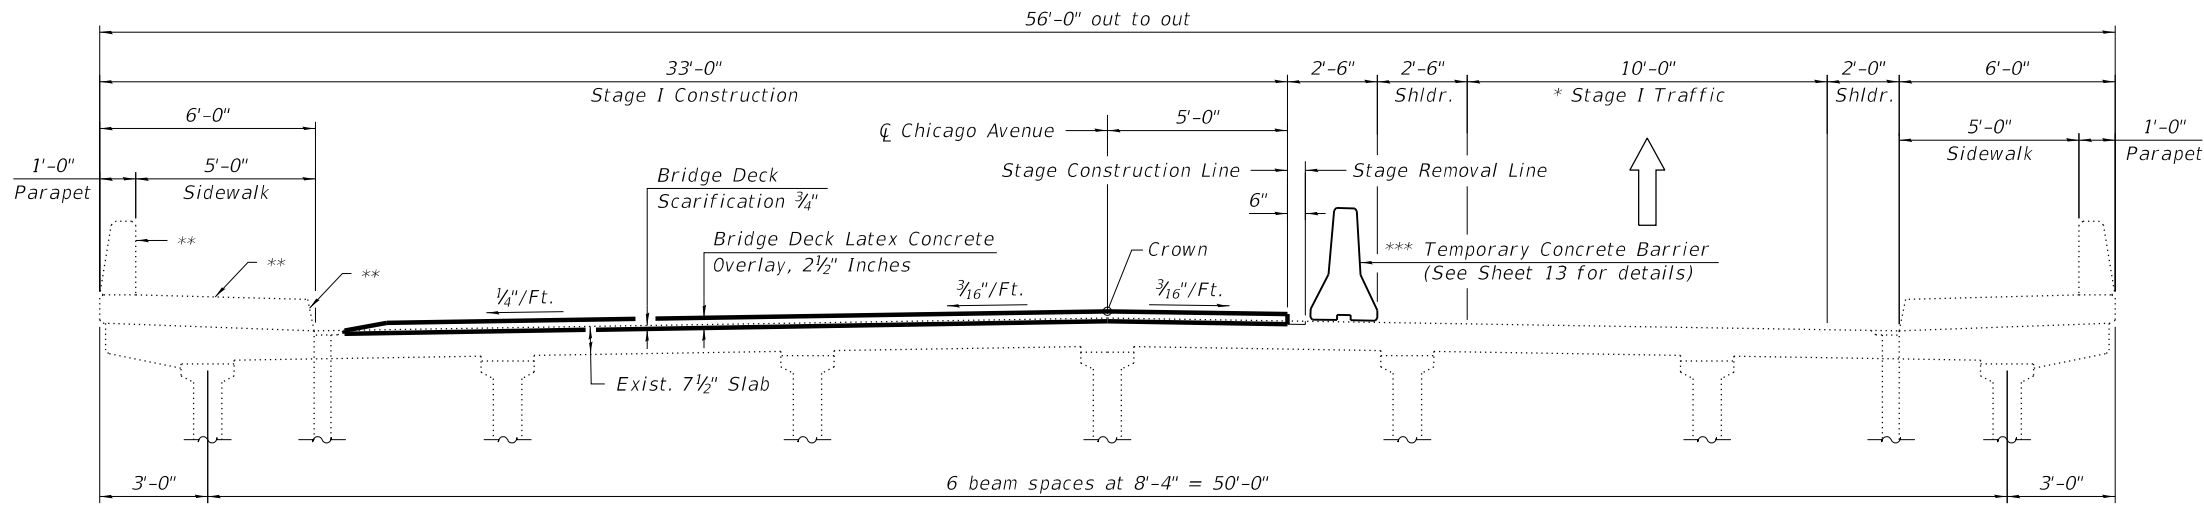 56'-0" out to out
33'-0"
Stage I Construction
2'-6"
2'-6"
Shldr.
10'-0"
* Stage I Traffic
2'-0"
Shldr.
6'-0"
6'-0"
℄ Chicago Avenue
5'-0"
1'-0"
Parapet
5'-0"
Sidewalk
5'-0"
Sidewalk
1'-0"
Parapet
Bridge Deck
Scarification ¾"
Stage Construction Line
Stage Removal Line
6"
**
**
**
Bridge Deck Latex Concrete
Overlay, 2½" Inches
Crown
*** Temporary Concrete Barrier
(See Sheet 13 for details)
¼"/Ft.
3/16"/Ft.
3/16"/Ft.
Exist. 7½" Slab
3'-0"
6 beam spaces at 8'-4" = 50'-0"
3'-0"